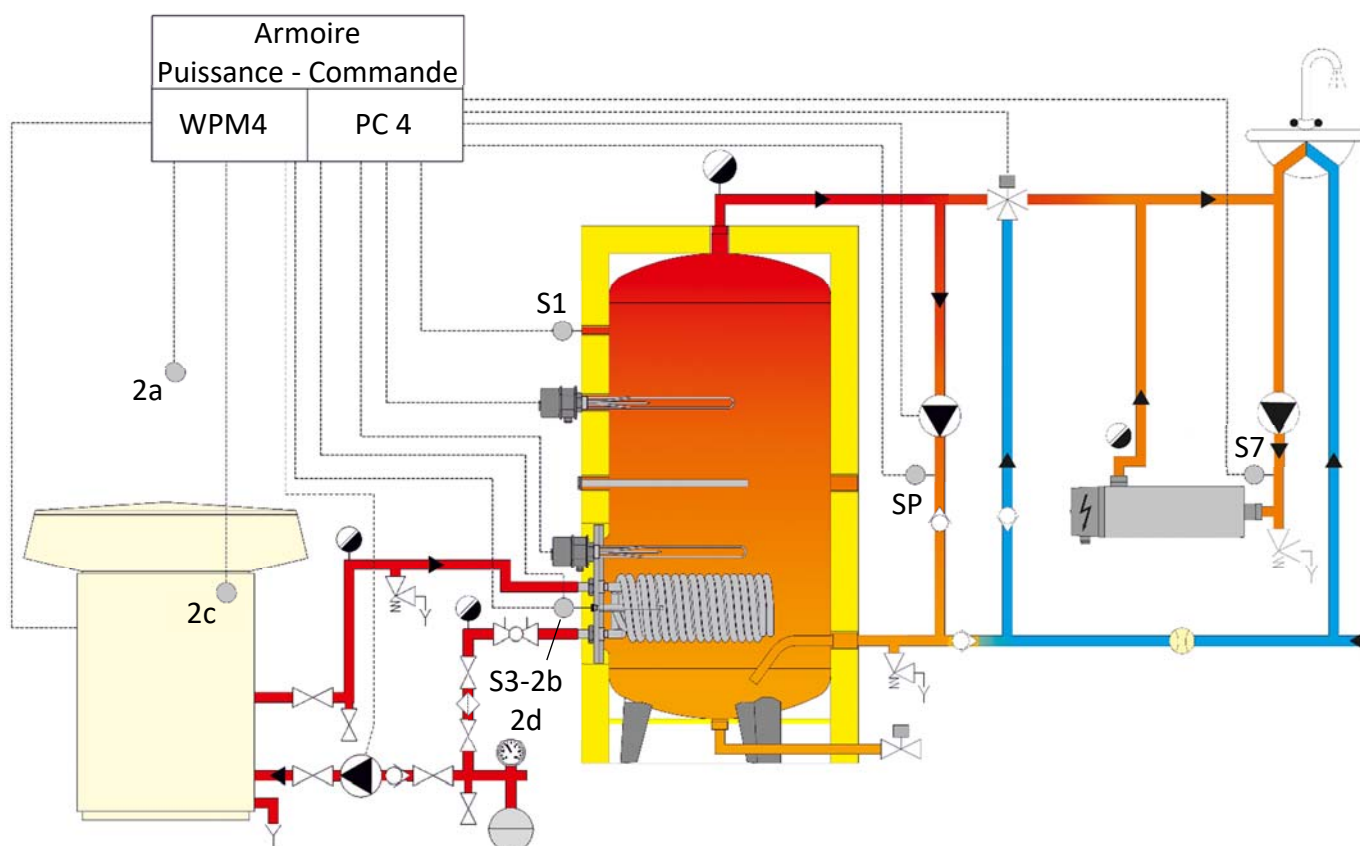 Armoire
Puissance - Commande
WPM4 PC 4
S1
2a
S7
SP
2c
S3-2b
2d